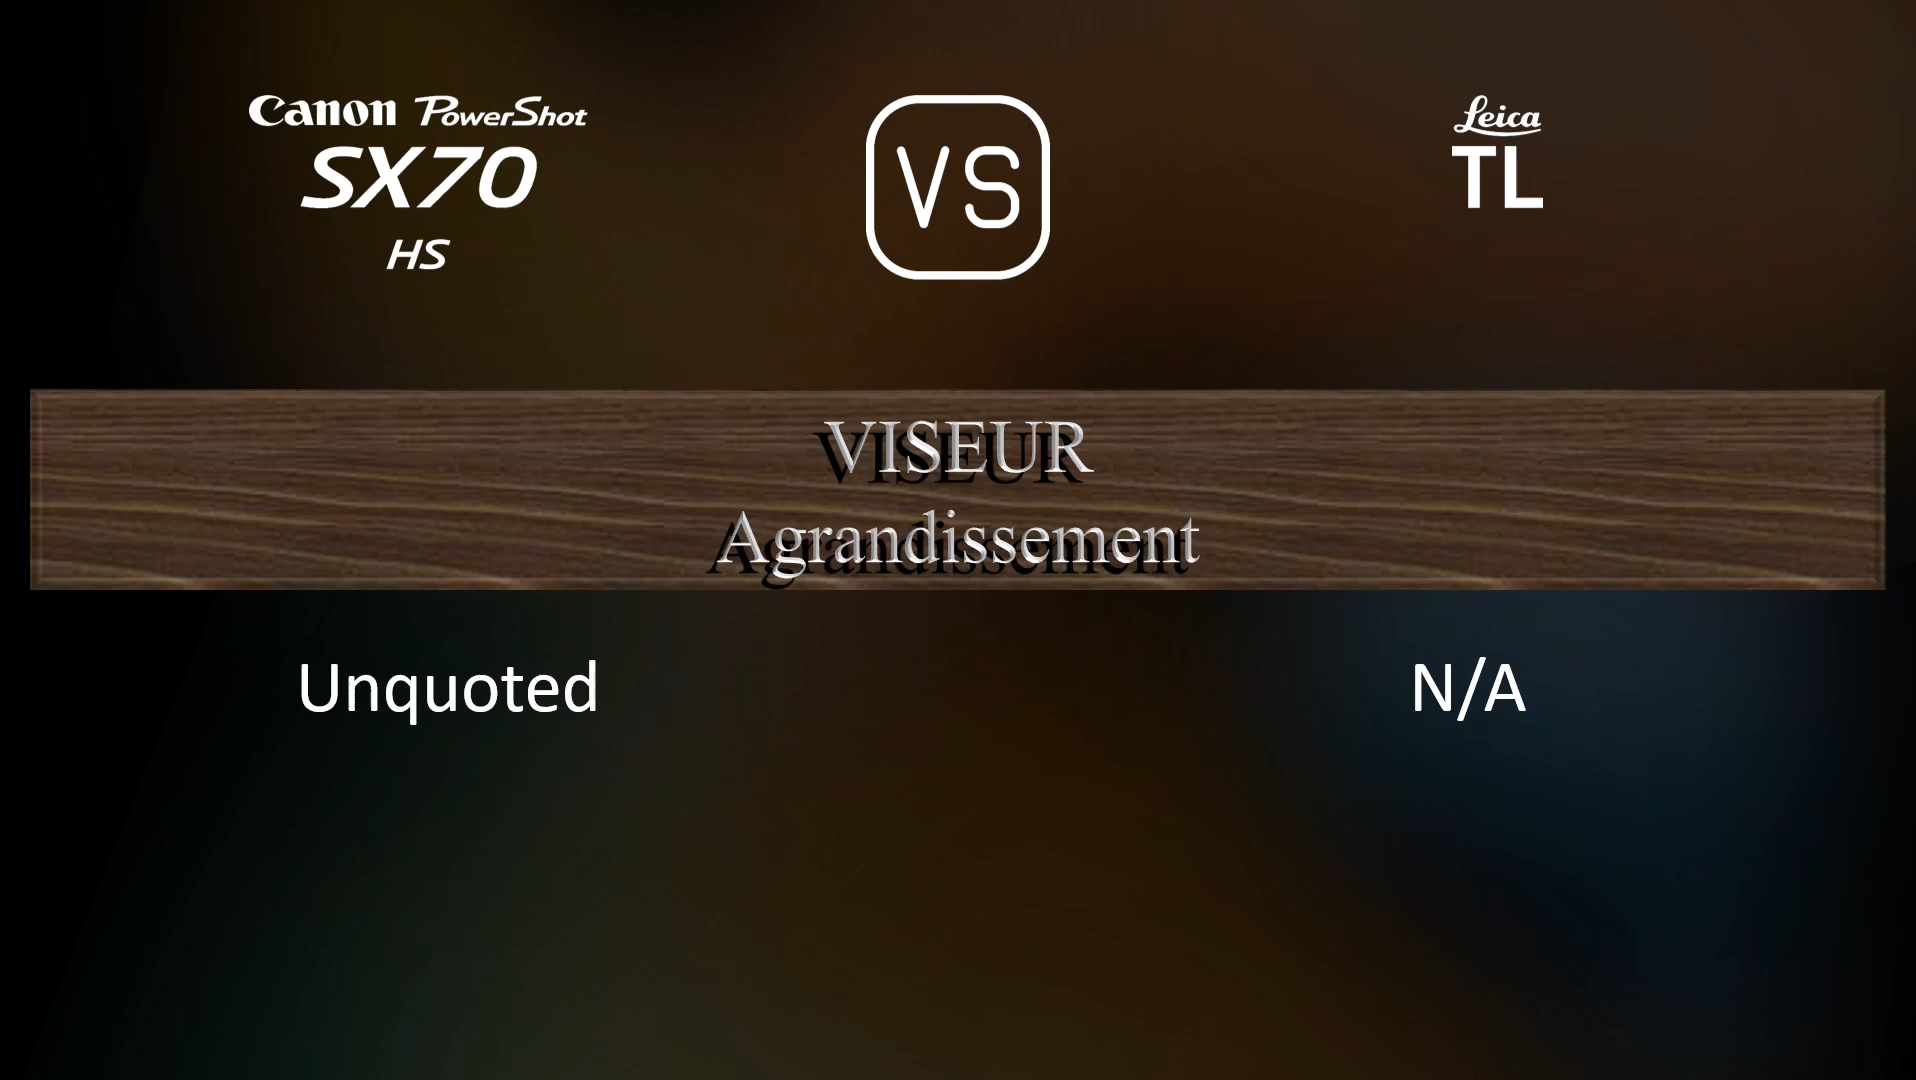 Canon PowerShot
SX70
HS
VS
Leica
TL
VISEUR
Agrandissement
Unquoted
N/A